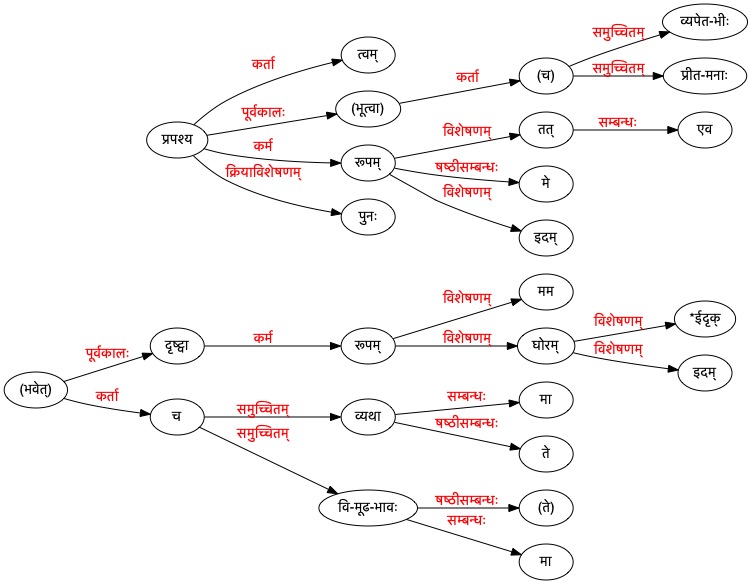 व्यपेत-भीः
समुच्चितम्
त्वम्
कर्ता
समुच्चितम्
(च)
प्रीत-मनाः
कर्ता
(भूत्वा)
पूर्वकालः
प्रपश्य
विशेषणम्
तत्
सम्बन्धः
एव
कर्म
रूपम्
षष्ठीसम्बन्धः
मे
क्रियाविशेषणम्
विशेषणम्
पुनः
इदम्
मम
विशेषणम्
*ईदृक्
विशेषणम्
दृष्ट्वा
कर्म
रूपम्
विशेषणम्
घोरम्
पूर्वकालः
विशेषणम्
इदम्
(भवेत्)
कर्ता
सम्बन्धः
मा
च
समुच्चितम्
व्यथा
षष्ठीसम्बन्धः
समुच्चितम्
ते
षष्ठीसम्बन्धः
वि-मूढ-भावः
(ते)
सम्बन्धः
मा